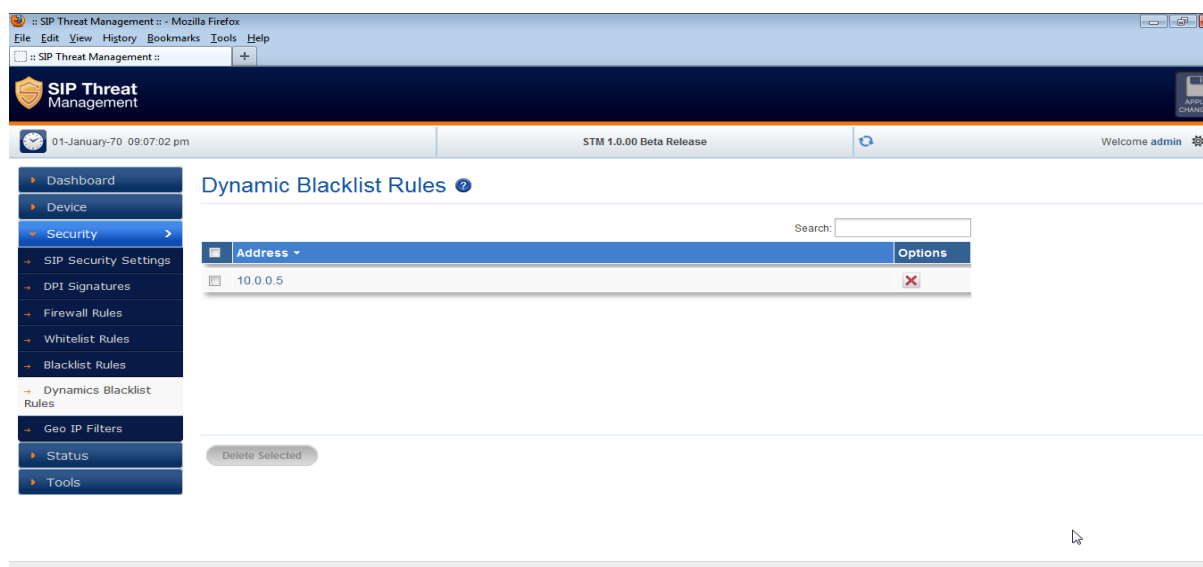 :: SIP Threat Management :: - Mozilla Firefox
File Edit View History Bookmarks Tools Help
:: SIP Threat Management ::
SIP Threat
Management
01-January-70 09:07:02 pm
STM 1.0.00 Beta Release
Welcome admin
Dashboard
Device
Security
SIP Security Settings
DPI Signatures
Firewall Rules
Whitelist Rules
Blacklist Rules
Dynamics Blacklist
Rules
Geo IP Filters
Status
Tools
Dynamic Blacklist Rules
Search:
Address
Options
10.0.0.5
Delete Selected